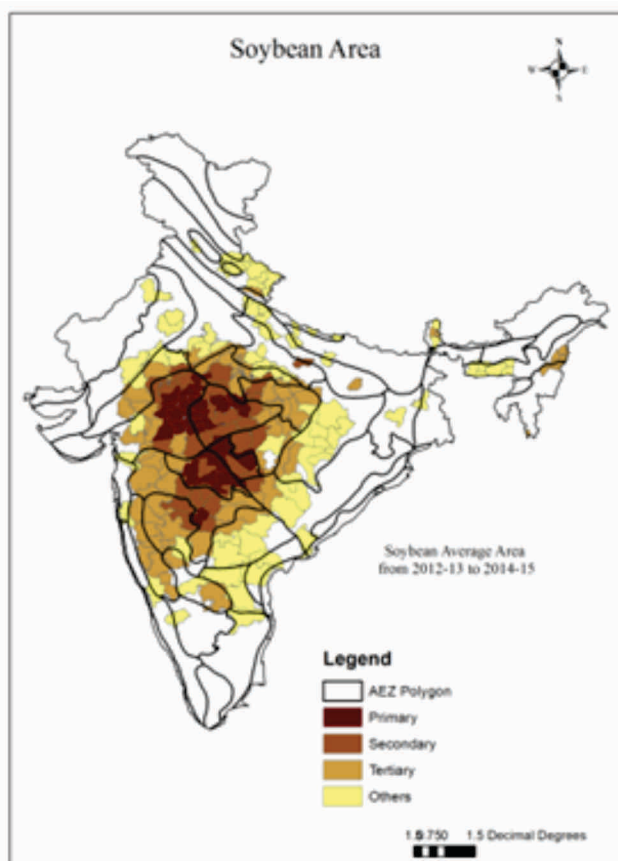 Soybean Area
N
W E
S
Soybean Average Area
from 2012-13 to 2014-15
Legend
AEZ Polygon
Primary
Secondary
Tertiary
Others
1.5 Decimal Degrees